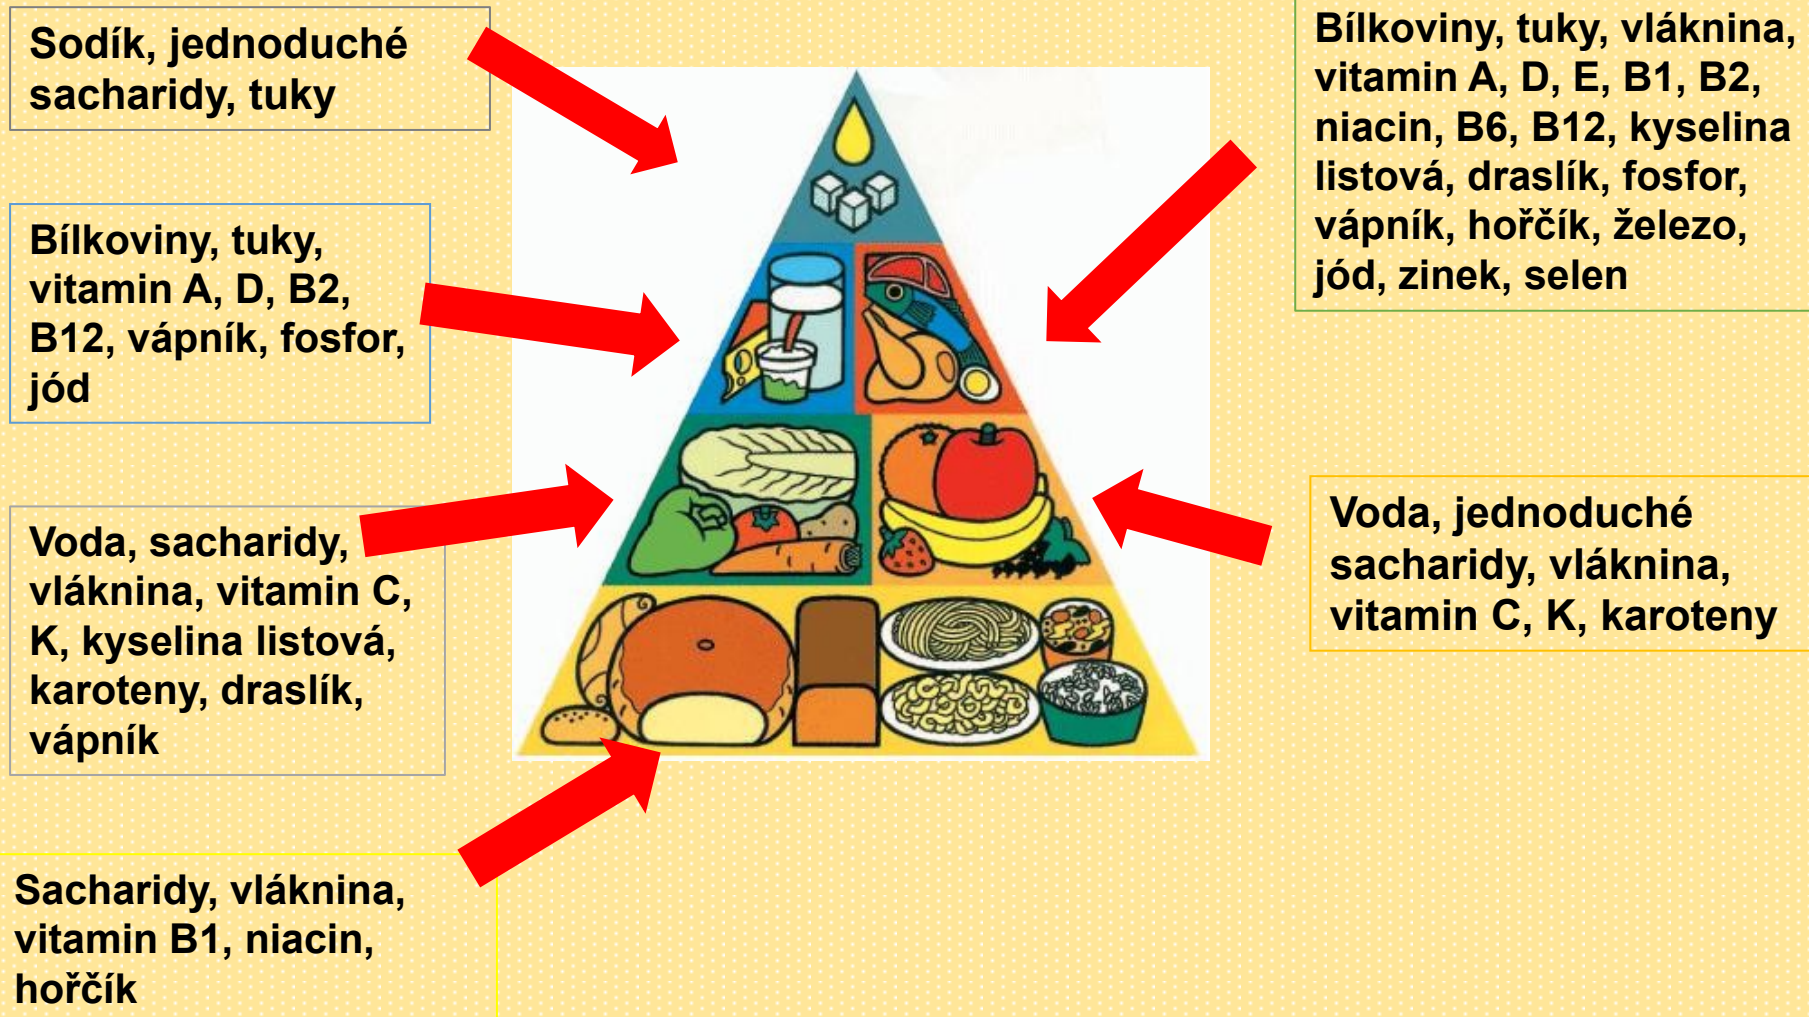 Sodík, jednoduché
sacharidy, tuky
Bílkoviny, tuky,
vitamin A, D, B2,
B12, vápník, fosfor,
jód
Voda, sacharidy,
vláknina, vitamin C,
K, kyselina listová,
karoteny, draslík,
vápník
Sacharidy, vláknina,
vitamin B1, niacin,
hořčík
Bílkoviny, tuky, vláknina,
vitamin A, D, E, B1, B2,
niacin, B6, B12, kyselina
listová, draslík, fosfor,
vápník, hořčík, železo,
jód, zinek, selen
Voda, jednoduché
sacharidy, vláknina,
vitamin C, K, karoteny